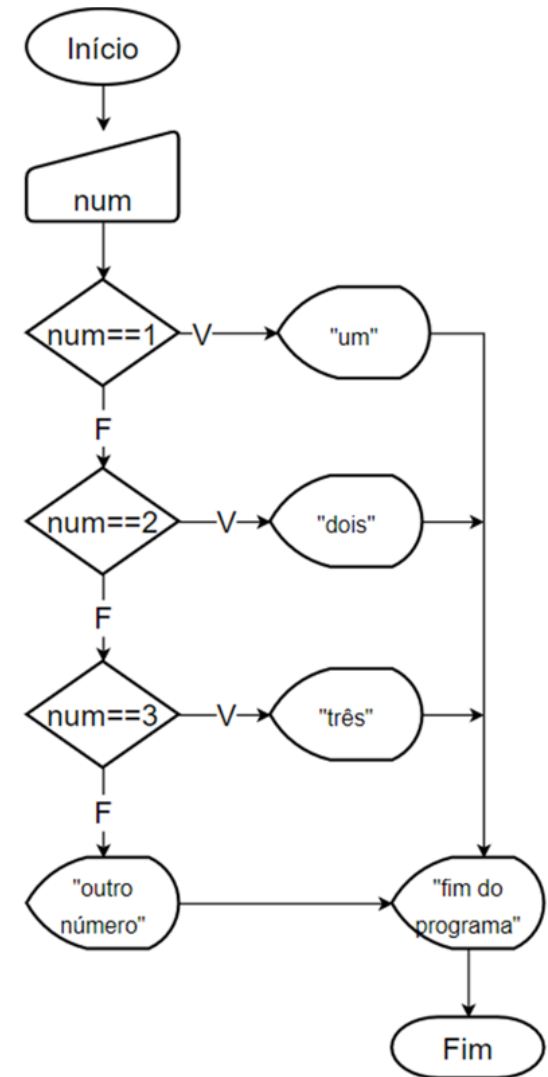 Início
num
num==1
V
"um"
F
num==2
V
"dois"
F
num==3
V
"três"
F
"outro
número"
"fim do
programa"
Fim